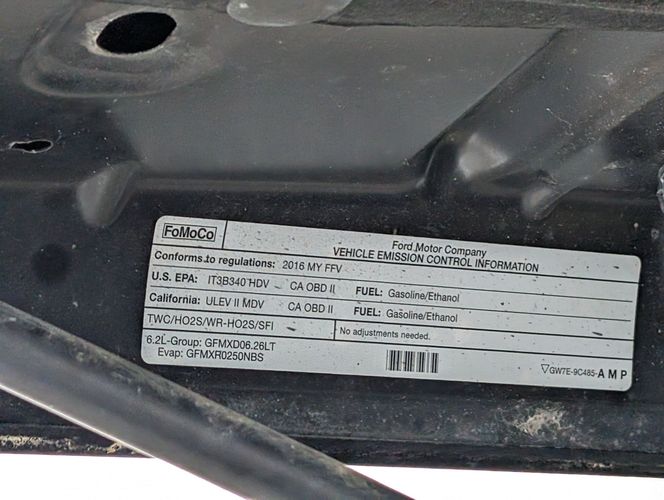 FoMoCo
Ford Motor Company
VEHICLE EMISSION CONTROL INFORMATION
Conforms to regulations: 2016 MY FFV
U.S. EPA: IT3B340 HDV CA OBD II FUEL: Gasoline/Ethanol
California: ULEV II MDV CA OBD II FUEL: Gasoline/Ethanol
TWC/HO2S/WR-HO2S/SFI
No adjustments needed.
6.2L-Group: GFMXD06.26LT
Evap: GFMXR0250NBS
▽GW7E-9C485-AMP